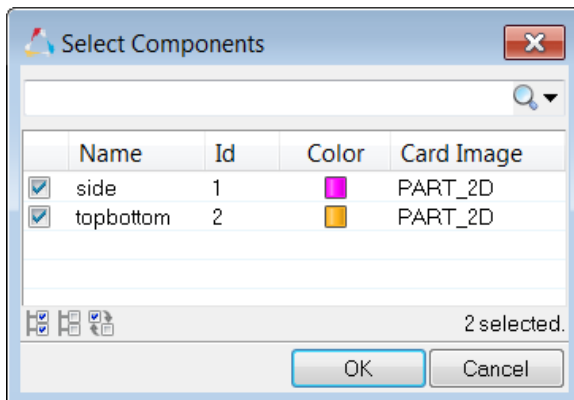 Select Components
Name Id Color Card Image
side 1 PART_2D
topbottom 2 PART_2D
2 selected.
OK Cancel